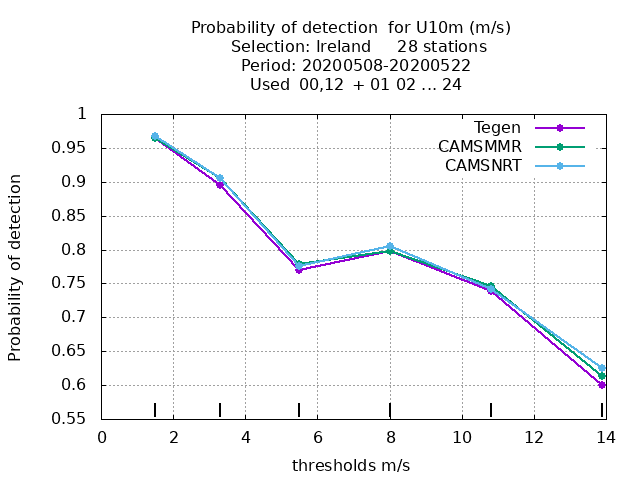 Probability of detection  for U10m (m/s)
Selection: Ireland     28 stations
Period: 20200508-20200522
Used  00,12  + 01 02 ... 24
Tegen
CAMSMMR
CAMSNRT
1
0.95
0.9
0.85
0.8
0.75
0.7
0.65
0.6
0.55
Probability of detection
0 2 4 6 8 10 12 14
thresholds m/s